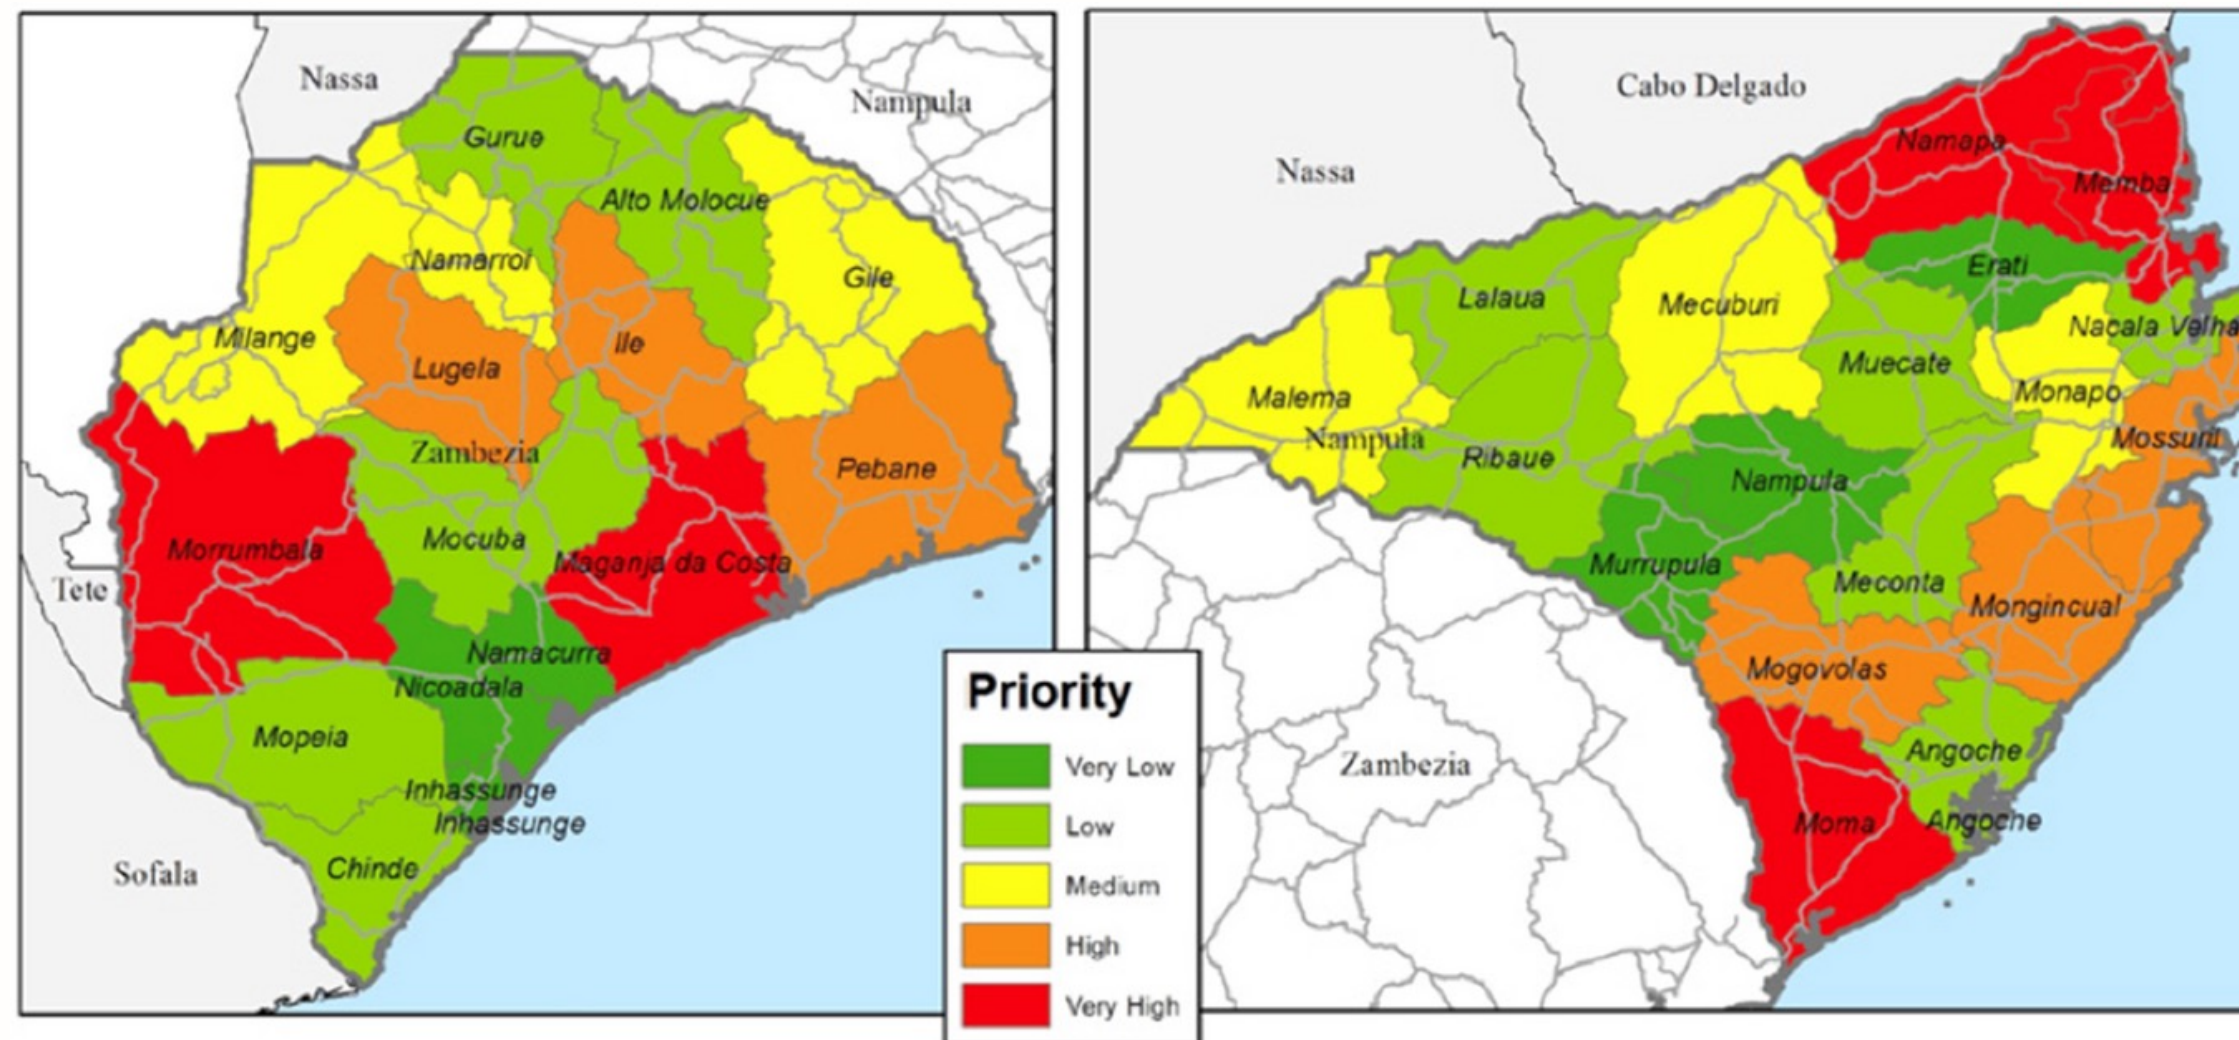 Nassa
Nampula
Gurue
Alto Molocue
Namarroi
Gile
Milange
Ile
Lugela
Zambezia
Pebane
Mocuba
Morrumbala
Maganja da Costa
Tete
Namacurra
Nicoadala
Mopeia
Inhassunge
Inhassunge
Chinde
Sofala
Priority
Very Low
Low
Medium
High
Very High
Cabo Delgado
Nassa
Namapa
Memba
Erati
Lalaua
Mecuburi
Nacala Velha
Muecate
Malema
Monapo
Nampula
Mossuril
Ribaue
Nampula
Murrupula
Meconta
Mongincual
Mogovolas
Angoche
Zambezia
Moma
Angoche